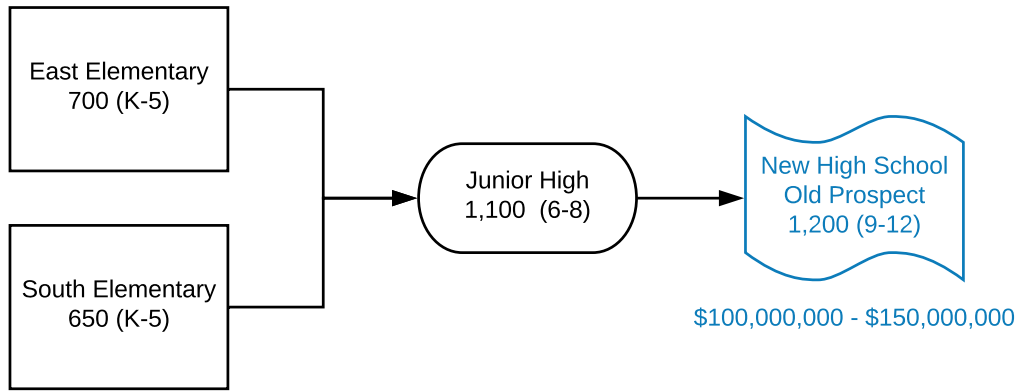 East Elementary
700 (K-5)
South Elementary
650 (K-5)
Junior High
1,100  (6-8)
New High School
Old Prospect
1,200 (9-12)
$100,000,000 - $150,000,000